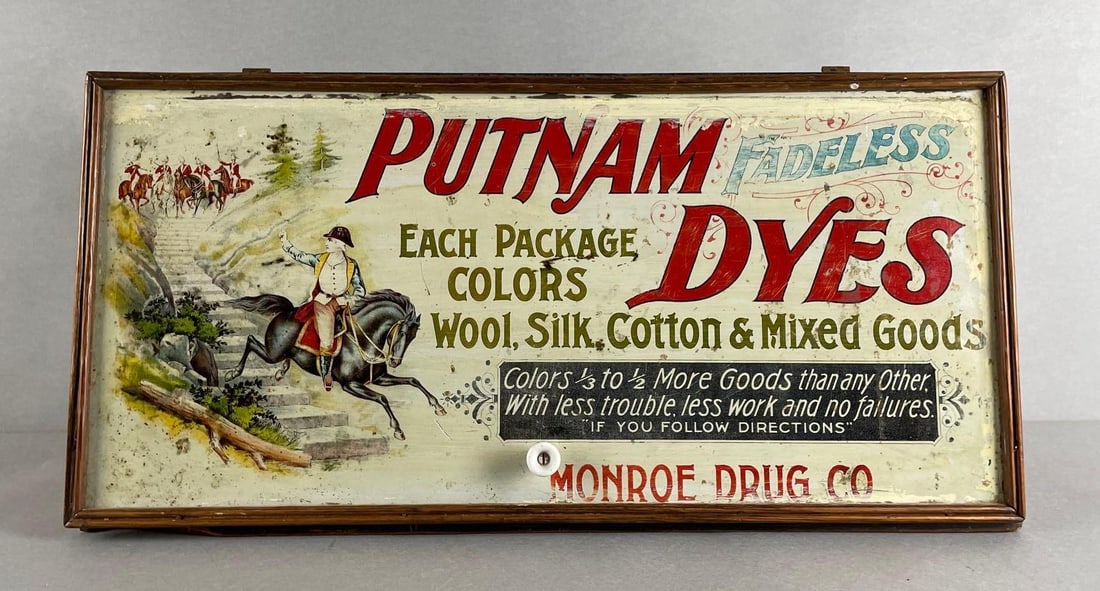 PUTNAM FADELESS
DYES
EACH PACKAGE
COLORS
WOOL, SILK, COTTON & MIXED GOODS
Colors 1/3 to 1/2 More Goods than any Other.
With less trouble, less work and no failures.
"IF YOU FOLLOW DIRECTIONS"
MONROE DRUG CO